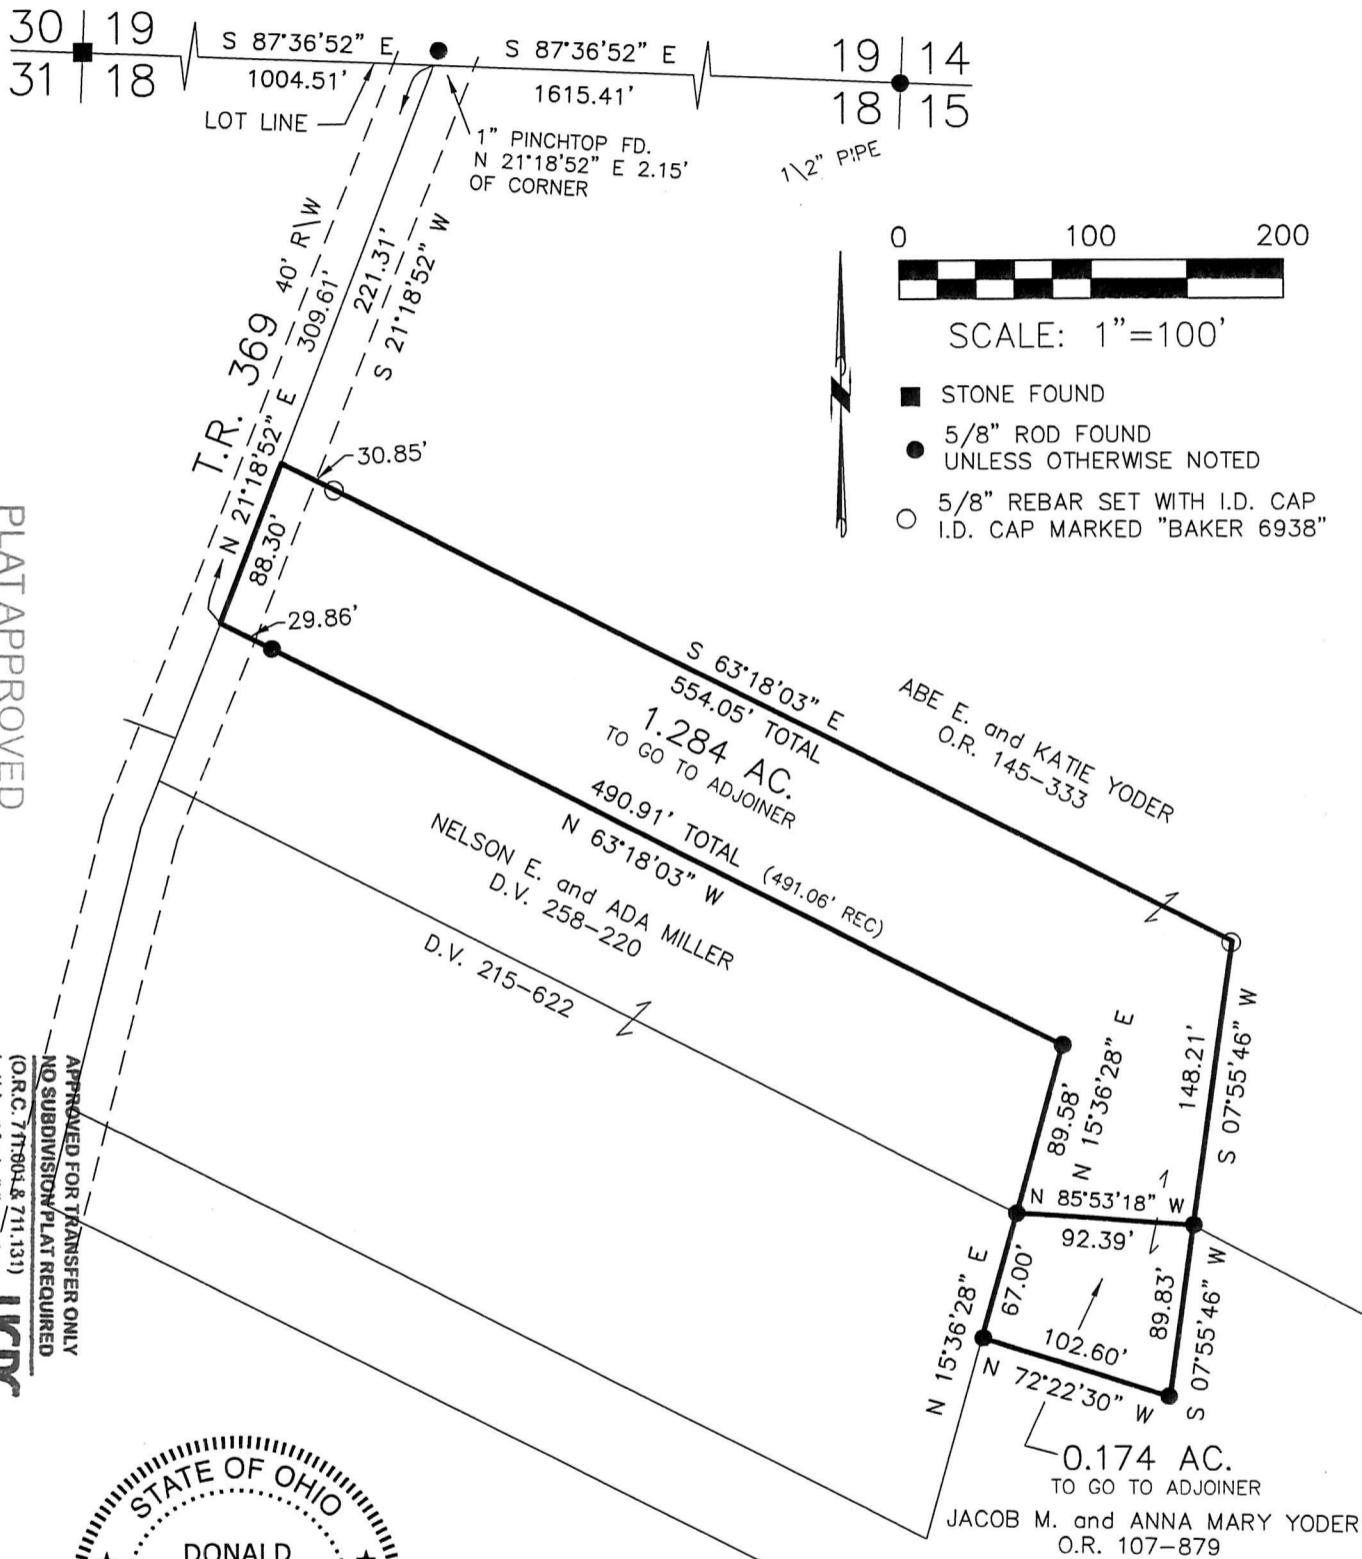 30 19
31 18
S 87°36'52" E
1004.51'
S 87°36'52" E
1615.41'
19 14
18 15
LOT LINE
1" PINCHTOP FD.
N 21°18'52" E 2.15'
OF CORNER
1\2" PIPE
0 100 200
SCALE: 1"=100'
STONE FOUND
5/8" ROD FOUND
UNLESS OTHERWISE NOTED
5/8" REBAR SET WITH I.D. CAP
I.D. CAP MARKED "BAKER 6938"
T.R. 369
40' R\W
309.61'
N 21°18'52" E
221.31'
S 21°18'52" W
30.85'
88.30'
29.86'
S 63°18'03" E
554.05' TOTAL
1.284 AC.
TO GO TO ADJOINER
490.91' TOTAL (491.06' REC)
N 63°18'03" W
ABE E. and KATIE YODER
O.R. 145-333
NELSON E. and ADA MILLER
D.V. 258-220
D.V. 215-622
148.21'
S 07°55'46" W
89.58'
N 15°36'28" E
N 85°53'18" W
92.39'
N 15°36'28" E
67.00'
89.83'
S 07°55'46" W
102.60'
N 72°22'30" W
0.174 AC.
TO GO TO ADJOINER
JACOB M. and ANNA MARY YODER
O.R. 107-879
PLAT APPROVED
APPROVED FOR TRANSFER ONLY
NO SUBDIVISION PLAT REQUIRED
(O.R.C. 711.001 & 711.131)
STATE OF OHIO
DONALD